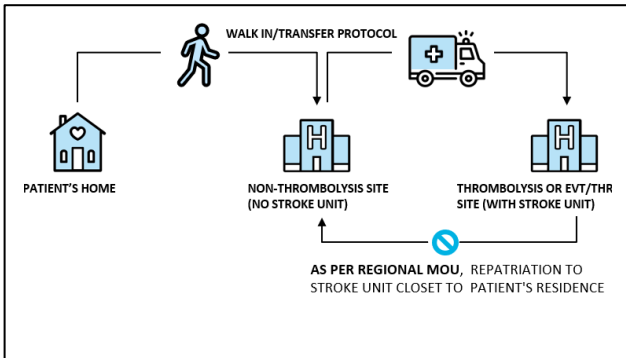 WALK IN/TRANSFER PROTOCOL
H
H
PATIENT'S HOME
NON-THROMBOLYSIS SITE
(NO STROKE UNIT)
THROMBOLYSIS OR EVT/THR
SITE (WITH STROKE UNIT)
AS PER REGIONAL MOU, REPATRIATION TO
STROKE UNIT CLOSET TO PATIENT'S RESIDENCE